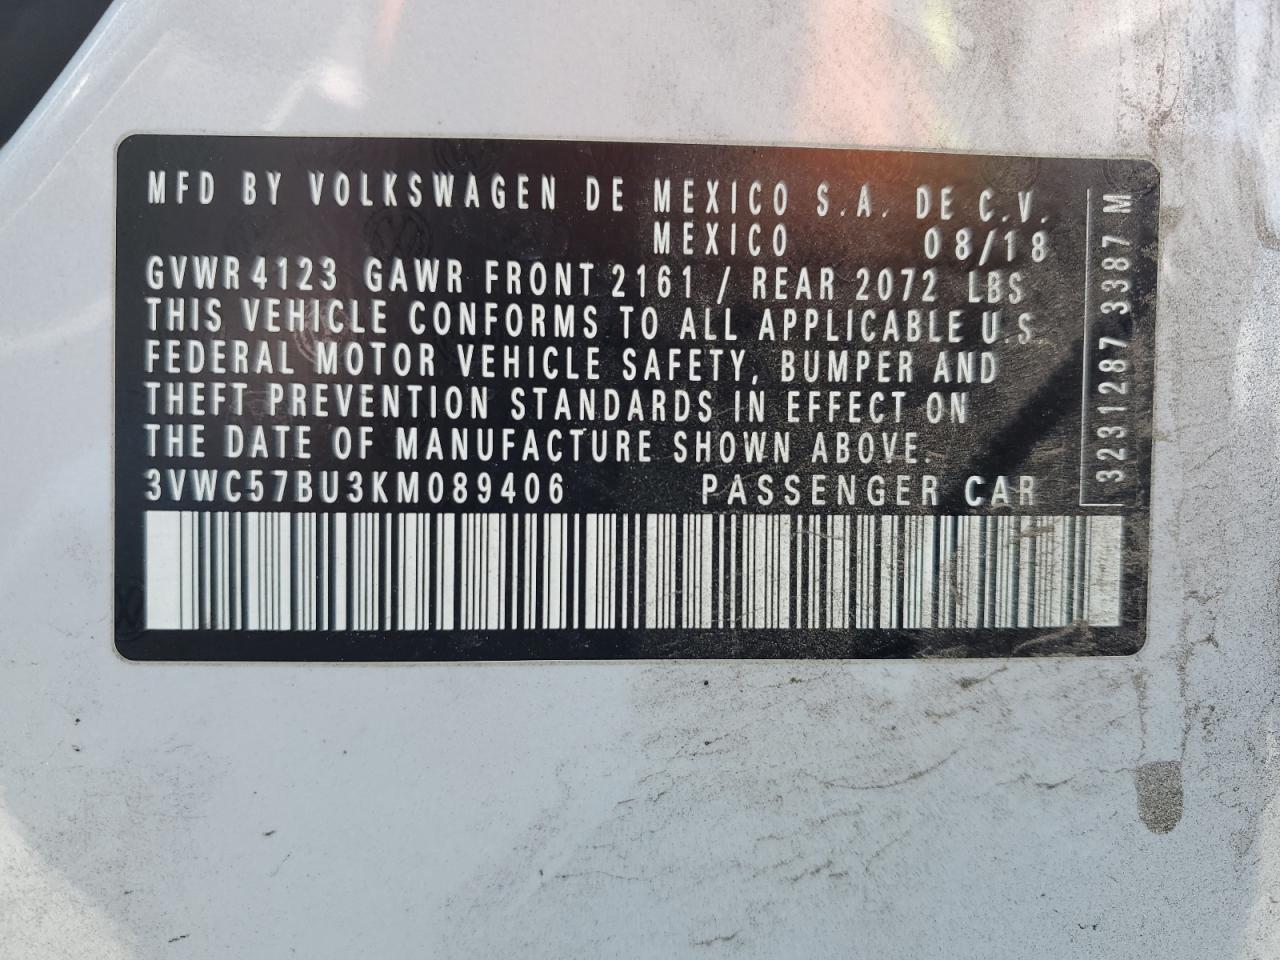 MFD BY VOLKSWAGEN DE MEXICO S.A. DE C.V.
MEXICO 08/18
GVWR 4123 GAWR FRONT 2161 / REAR 2072 LBS
THIS VEHICLE CONFORMS TO ALL APPLICABLE U.S
FEDERAL MOTOR VEHICLE SAFETY, BUMPER AND
THEFT PREVENTION STANDARDS IN EFFECT ON
THE DATE OF MANUFACTURE SHOWN ABOVE.
3VWC57BU3KM089406 PASSENGER CAR
3231287 3387 M